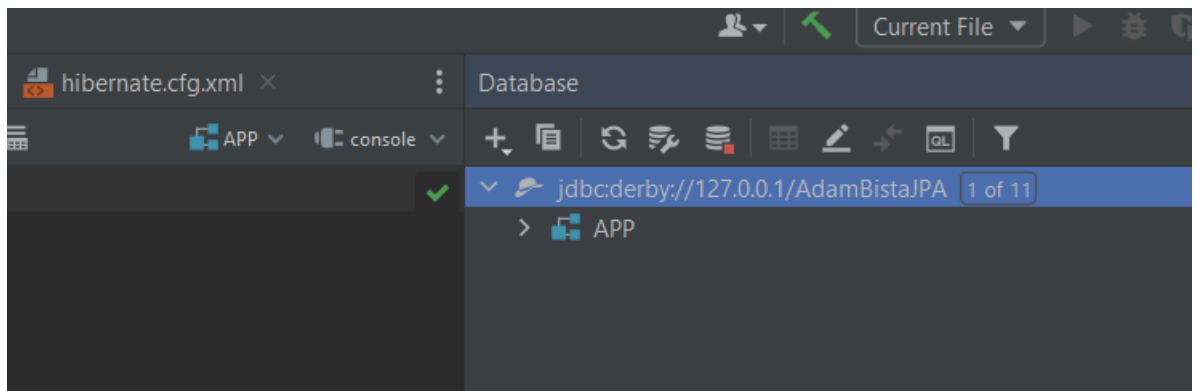 Current File
hibernate.cfg.xml
Database
APP
console
QL
jdbc:derby://127.0.0.1/AdamBistaJPA 1 of 11
APP